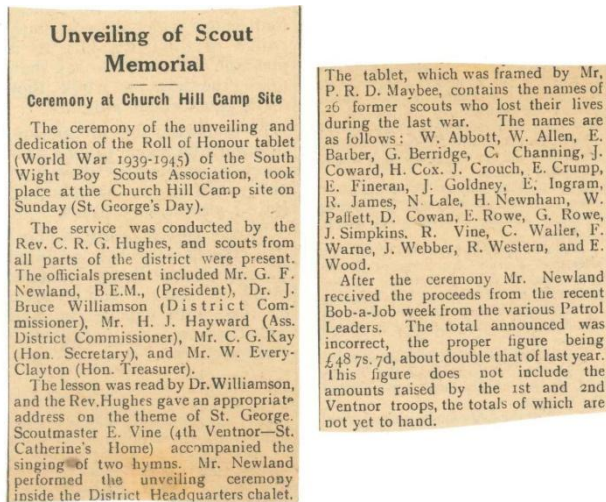 Unveiling of Scout
Memorial
Ceremony at Church Hill Camp Site
The ceremony of the unveiling and
dedication of the Roll of Honour tablet
(World War 1939-1945) of the South
Wight Boy Scouts Association, took
place at the Church Hill Camp site on
Sunday (St. George's Day).
The service was conducted by the
Rev. C. R. G. Hughes, and scouts from
all parts of the district were present.
The officials present included Mr. G. F.
Newland, B E.M., (President), Dr. J.
Bruce Williamson (District Com-
missioner), Mr. H. J. Hayward (Ass.
District Commissioner), Mr. C. G. Kay
(Hon. Secretary), and Mr. W. Every-
Clayton (Hon. Treasurer).
The lesson was read by Dr. Williamson,
and the Rev. Hughes gave an appropriate
address on the theme of St. George.
Scoutmaster E. Vine (4th Ventnor—St.
Catherine's Home) accompanied the
singing of two hymns. Mr. Newland
performed the unveiling ceremony
inside the District Headquarters chalet.
The tablet, which was framed by Mr.
P. R. D. Maybee, contains the names of
26 former scouts who lost their lives
during the last war. The names are
as follows: W. Abbott, W. Allen, E.
Barber, G. Berridge, C. Channing, J.
Coward, H. Cox. J. Crouch, E. Crump,
E. Fineran, J. Goldney, E. Ingram,
R. James, N. Lale, H. Newnham, W.
Pallett, D. Cowan, E. Rowe, G. Rowe,
J. Simpkins. R. Vine, C. Waller, F.
Warne, J. Webber, R. Western, and E.
Wood.
After the ceremony Mr. Newland
received the proceeds from the recent
Bob-a-Job week from the various Patrol
Leaders. The total announced was
incorrect, the proper figure being
£48 7s. 7d, about double that of last year.
This figure does not include the
amounts raised by the 1st and 2nd
Ventnor troops, the totals of which are
not yet to hand.